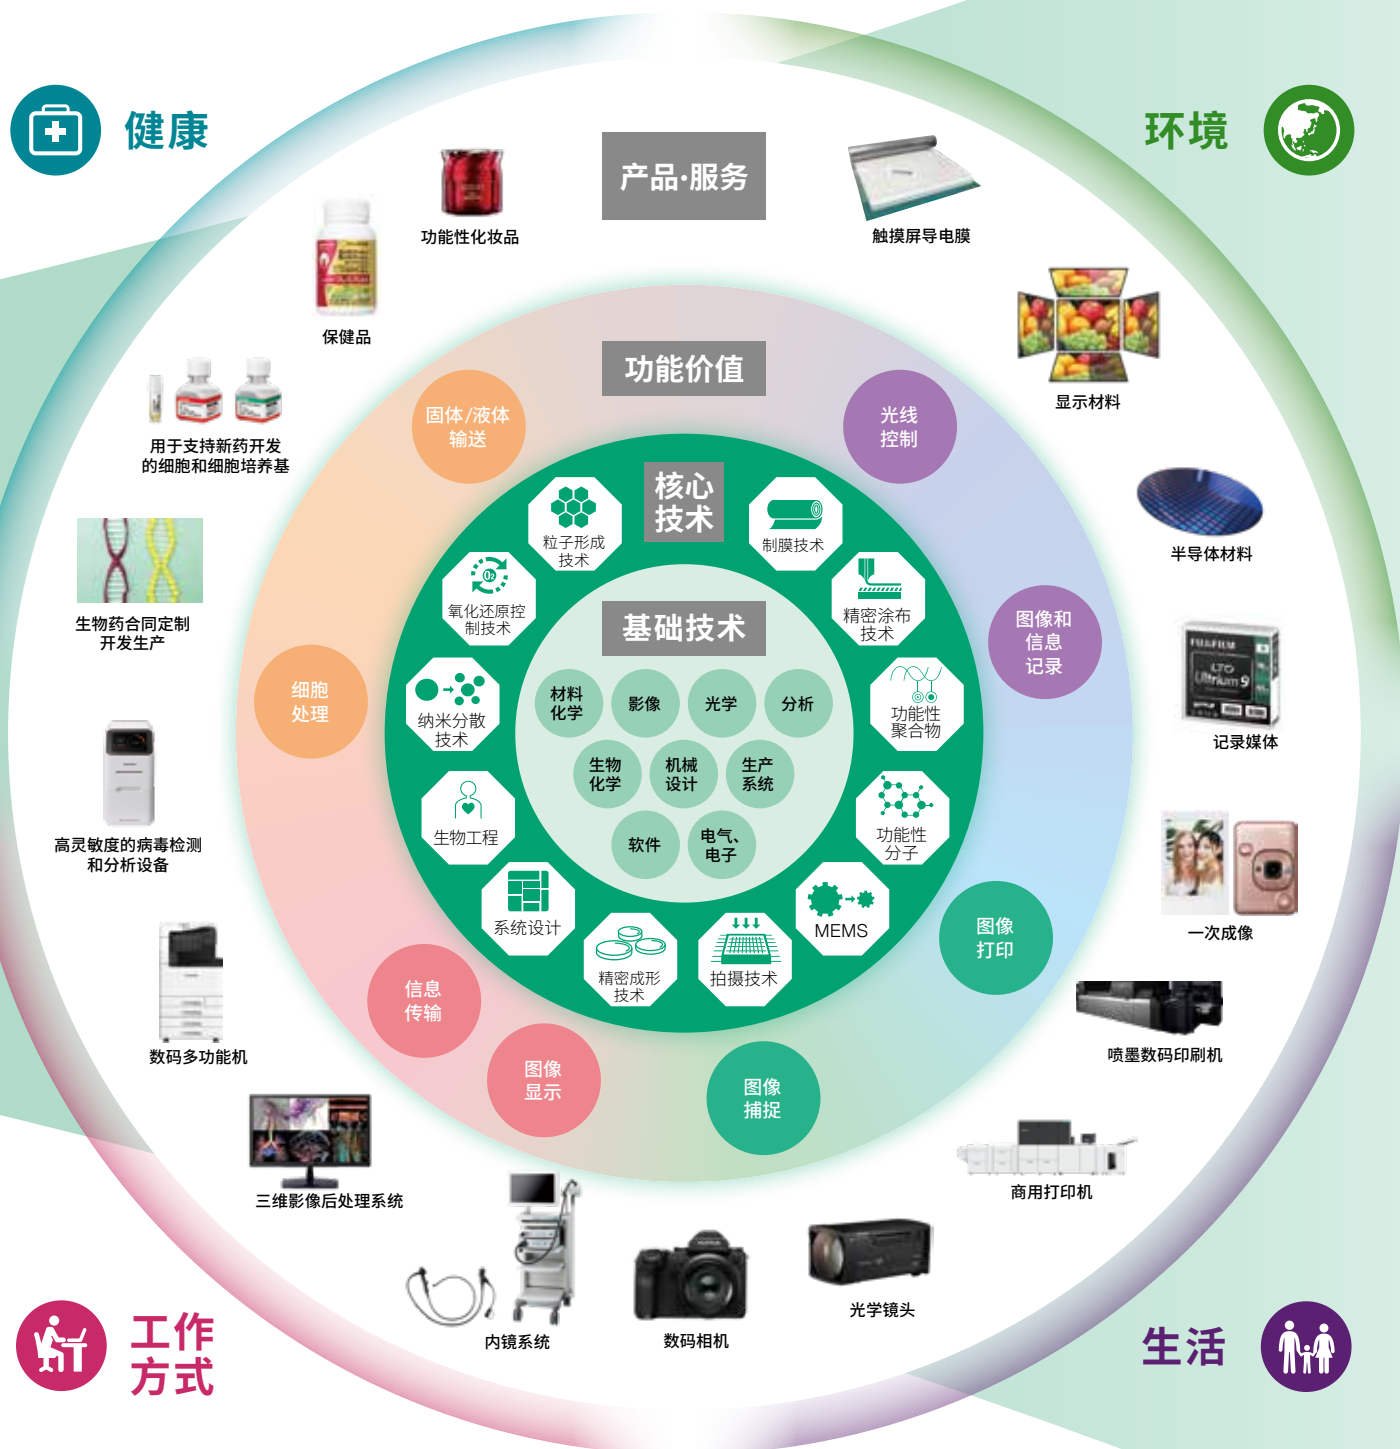 健康
环境
产品·服务
功能性化妆品
触摸屏导电膜
保健品
显示材料
用于支持新药开发
的细胞和细胞培养基
半导体材料
生物药合同定制
开发生产
FUJIFILM
LTO
Ultrium 9
记录媒体
高灵敏度的病毒检测
和分析设备
一次成像
数码多功能机
喷墨数码印刷机
三维影像后处理系统
商用打印机
内镜系统
数码相机
光学镜头
功能价值
固体/液体
输送
光线
控制
细胞
处理
图像和
信息
记录
信息
传输
图像
打印
图像
显示
图像
捕捉
核心
技术
粒子形成
技术
制膜技术
O₂
氧化还原控
制技术
精密涂布
技术
纳米分散
技术
功能性
聚合物
生物工程
功能性
分子
系统设计
MEMS
精密成形
技术
拍摄技术
基础技术
材料
化学
影像
光学
分析
生物
化学
机械
设计
生产
系统
软件
电气、
电子
工作
方式
生活